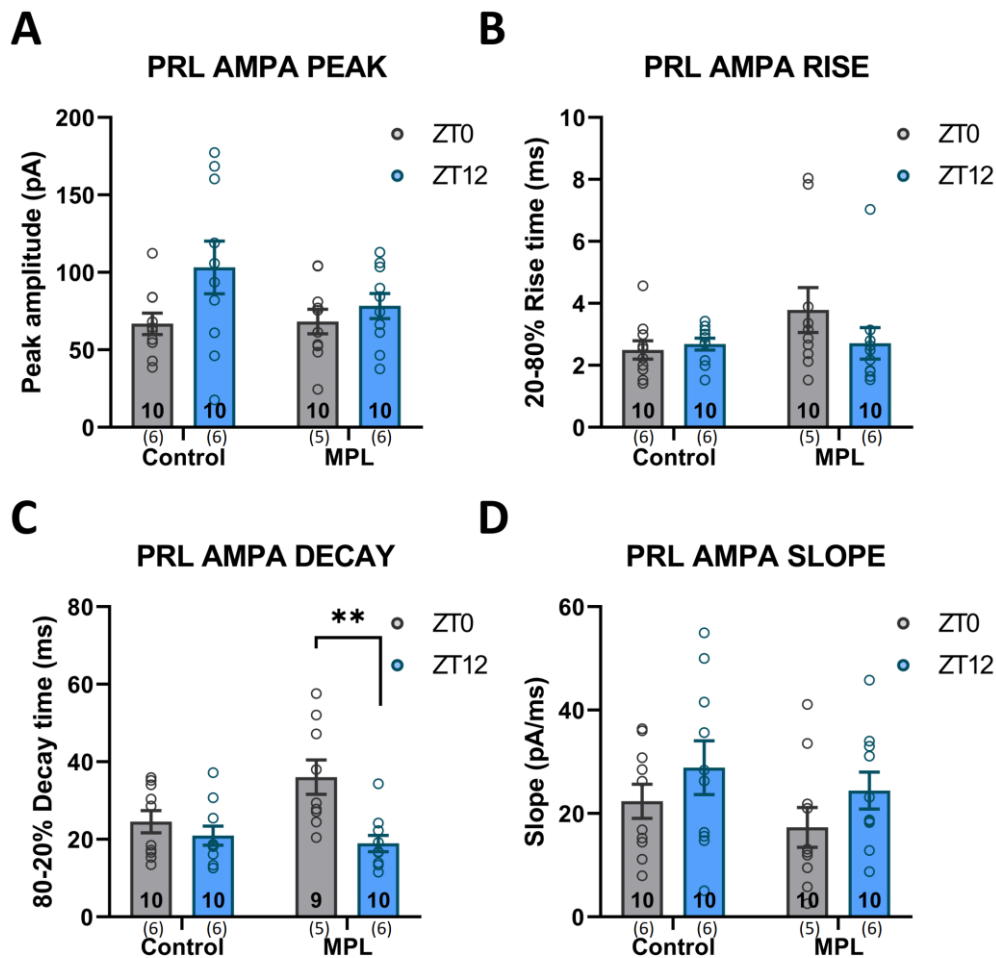 A
PRL AMPA PEAK
Peak amplitude (pA)
200
150
100
50
0
ZT0
ZT12
10
10
10
10
(6)
(6)
(5)
(6)
Control
MPL
B
PRL AMPA RISE
20-80% Rise time (ms)
10
8
6
4
2
0
ZT0
ZT12
10
10
10
10
(6)
(6)
(5)
(6)
Control
MPL
C
PRL AMPA DECAY
80-20% Decay time (ms)
80
60
40
20
0
**
ZT0
ZT12
10
10
9
10
(6)
(6)
(5)
(6)
Control
MPL
D
PRL AMPA SLOPE
Slope (pA/ms)
60
40
20
0
ZT0
ZT12
10
10
10
10
(6)
(6)
(5)
(6)
Control
MPL